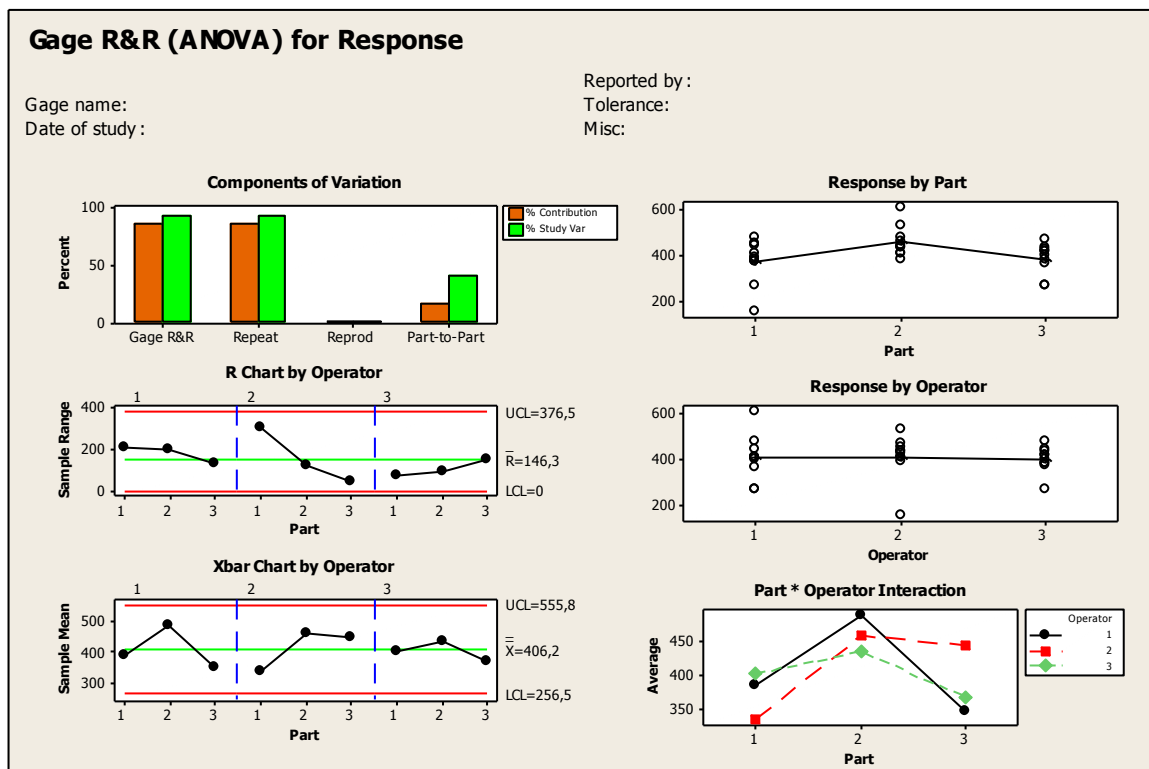 Gage R&R (ANOVA) for Response
Reported by :
Gage name:
Tolerance:
Date of study :
Misc:
Components of Variation
100
50
0
Percent
Gage R&R Repeat Reprod Part-to-Part
% Contribution
% Study Var
R Chart by Operator
1 2 3
400
200
0
Sample Range
UCL=376,5
R=146,3
LCL=0
1 2 3 1 2 3 1 2 3
Part
Xbar Chart by Operator
1 2 3
500
400
300
Sample Mean
UCL=555,8
X=406,2
LCL=256,5
1 2 3 1 2 3 1 2 3
Part
Response by Part
600
400
200
1 2 3
Part
Response by Operator
600
400
200
1 2 3
Operator
Part * Operator Interaction
450
400
350
Average
1 2 3
Part
Operator
1
2
3